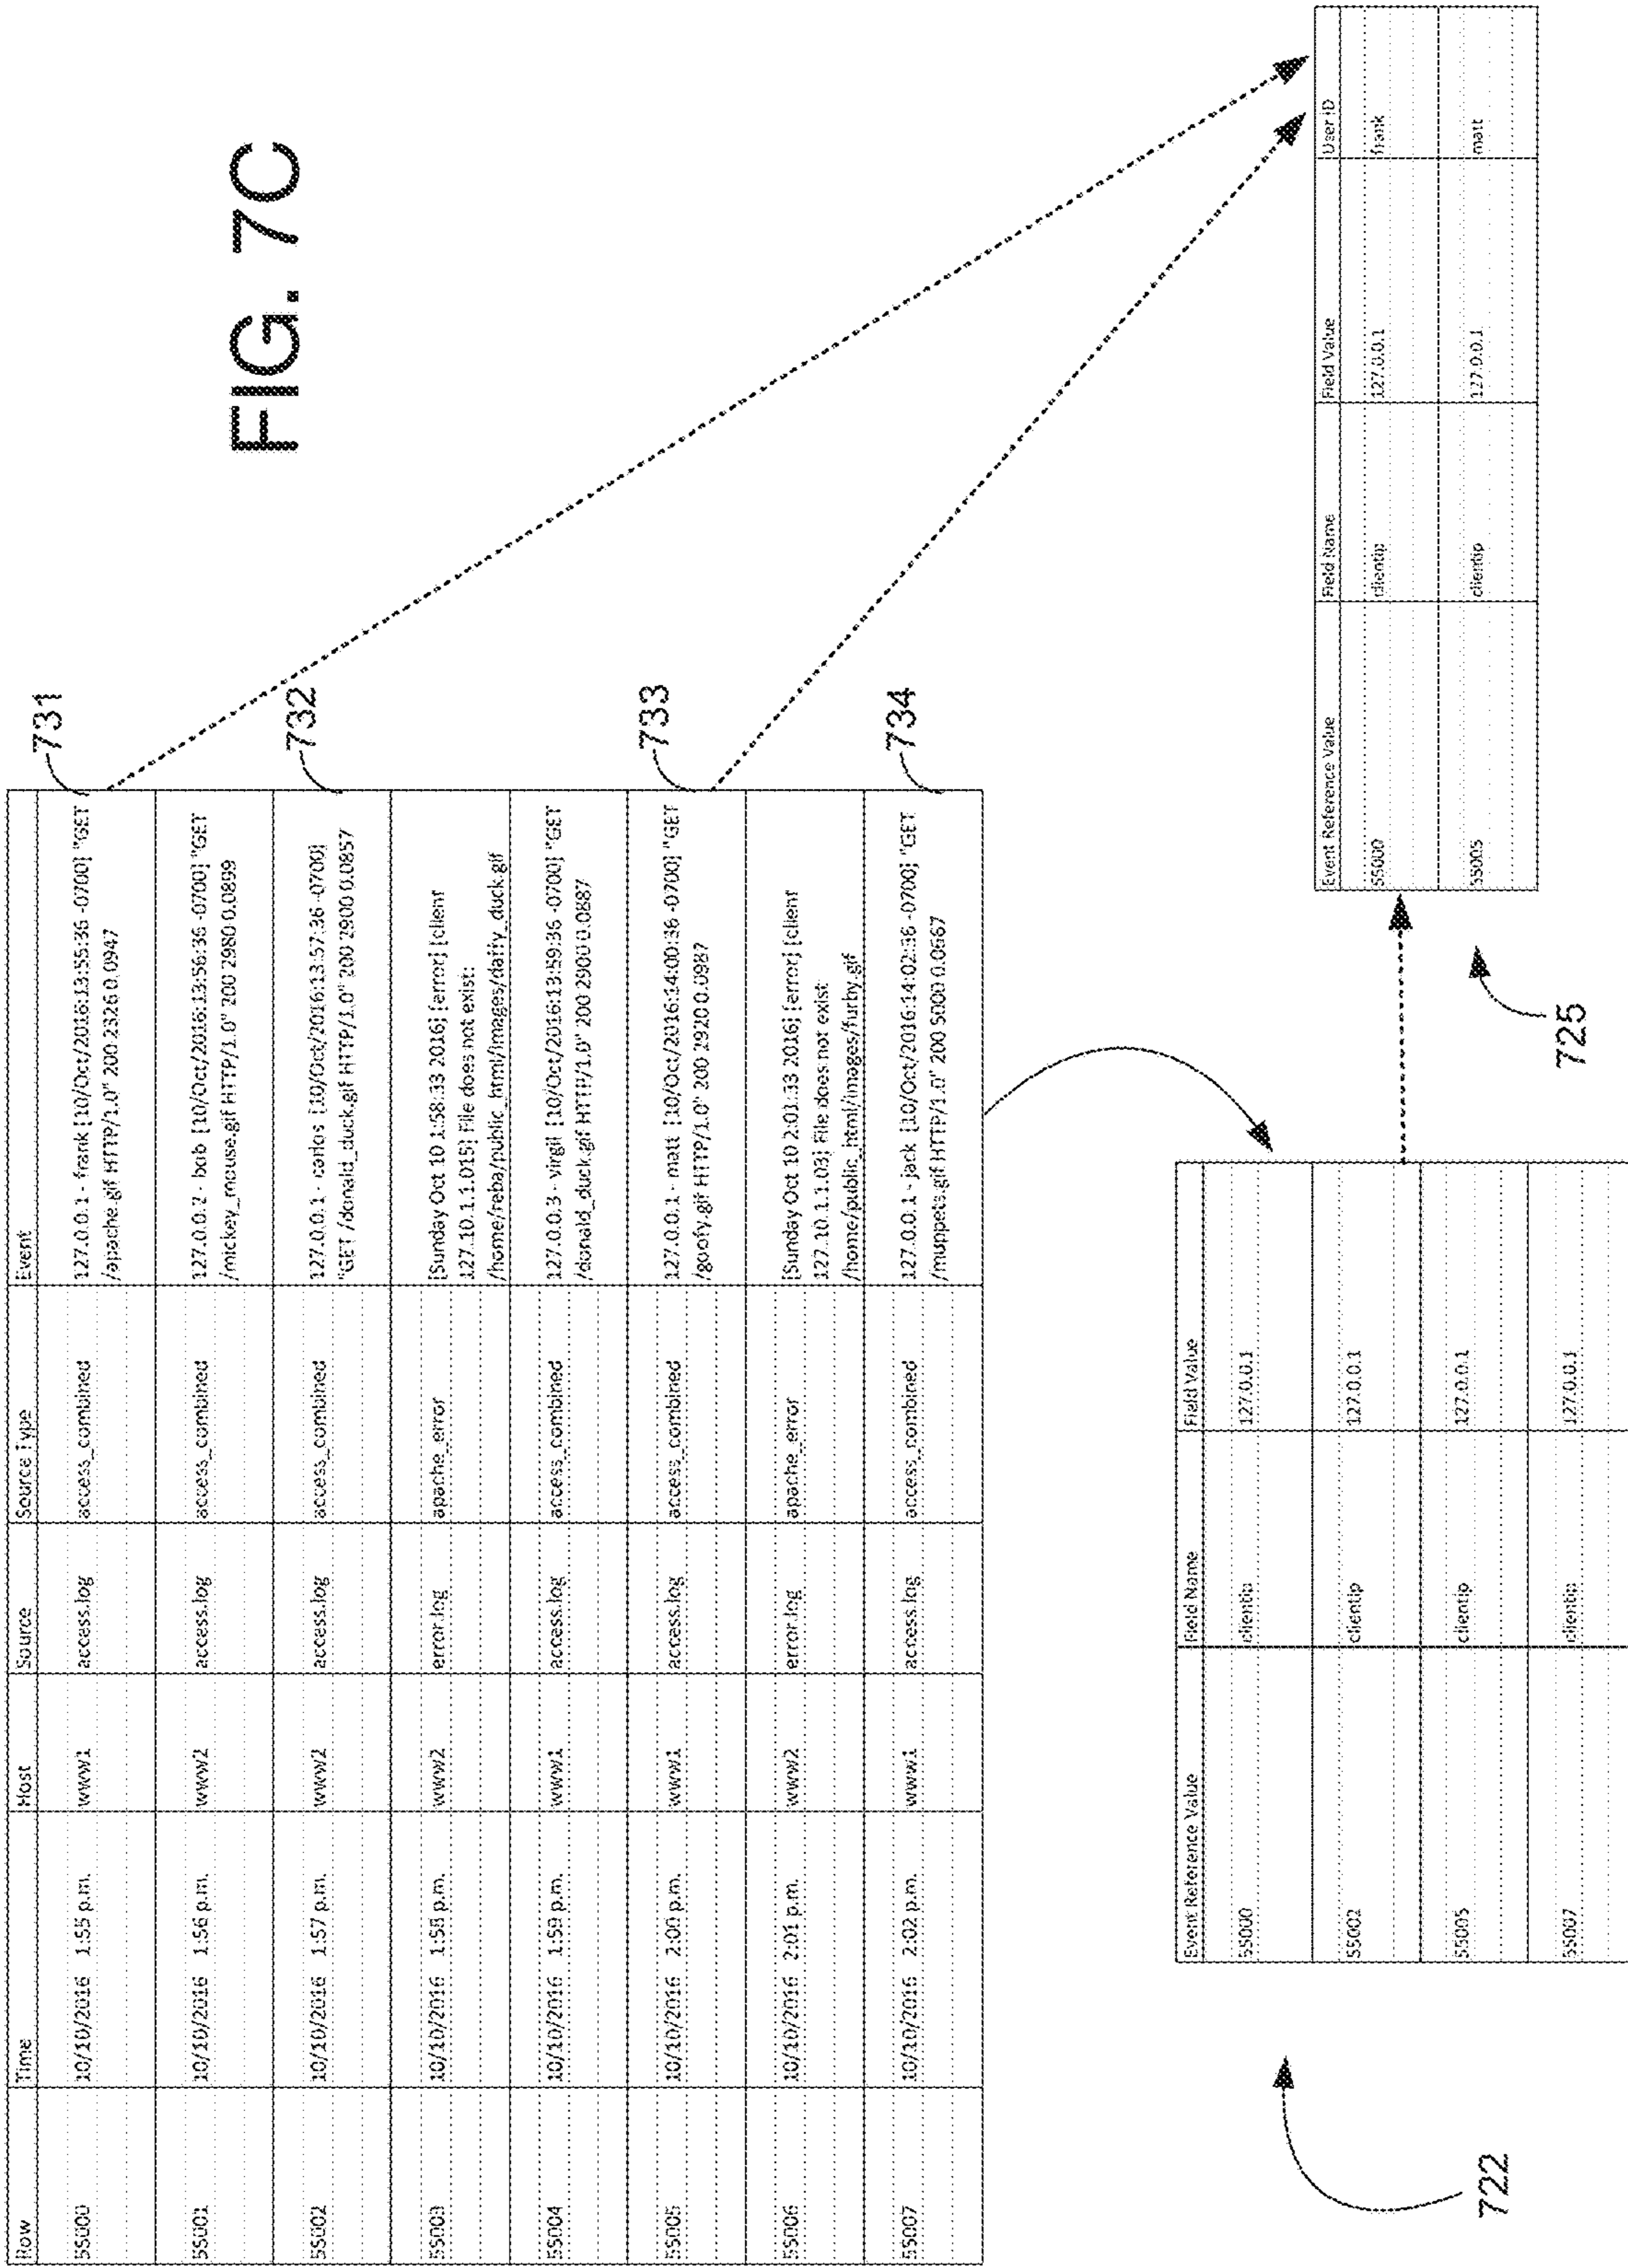 FIG. 7C
Row Time Host Source Source Type Event
55000 10/10/2016 1:55 p.m. www1 access.log access_combined 127.0.0.1 - frank [10/Oct/2016:13:55:36 -0700] "GET
/apache.gif HTTP/1.0" 200 2326 0.0947
731
55001 10/10/2016 1:56 p.m. www2 access.log access_combined 127.0.0.2 - bob [10/Oct/2016:13:56:36 -0700] "GET
/mickey_mouse.gif HTTP/1.0" 200 2980 0.0899
55002 10/10/2016 1:57 p.m. www2 access.log access_combined 127.0.0.1 - carlos [10/Oct/2016:13:57:36 -0700]
"GET /donald_duck.gif HTTP/1.0" 200 2900 0.0857
732
55003 10/10/2016 1:58 p.m. www2 error.log apache_error [Sunday Oct 10 1:58:33 2016] [error] [client
127.10.1.1.015] File does not exist:
/home/reba/public_html/images/daffy_duck.gif
55004 10/10/2016 1:59 p.m. www1 access.log access_combined 127.0.0.3 - virgil [10/Oct/2016:13:59:36 -0700] "GET
/donald_duck.gif HTTP/1.0" 200 2900 0.0887
55005 10/10/2016 2:00 p.m. www1 access.log access_combined 127.0.0.1 - matt [10/Oct/2016:14:00:36 -0700] "GET
/goofy.gif HTTP/1.0" 200 2920 0.0987
733
55006 10/10/2016 2:01 p.m. www2 error.log apache_error [Sunday Oct 10 2:01:33 2016] [error] [client
127.10.1.1.03] File does not exist:
/home/public_html/images/furby.gif
55007 10/10/2016 2:02 p.m. www1 access.log access_combined 127.0.0.1 - jack [10/Oct/2016:14:02:36 -0700] "GET
/muppets.gif HTTP/1.0" 200 5000 0.0667
734
Event Reference Value Field Name Field Value
55000 clientip 127.0.0.1
55002 clientip 127.0.0.1
55005 clientip 127.0.0.1
55007 clientip 127.0.0.1
722
Event Reference Value Field Name Field Value User ID
55000 clientip 127.0.0.1 frank
55005 clientip 127.0.0.1 matt
725